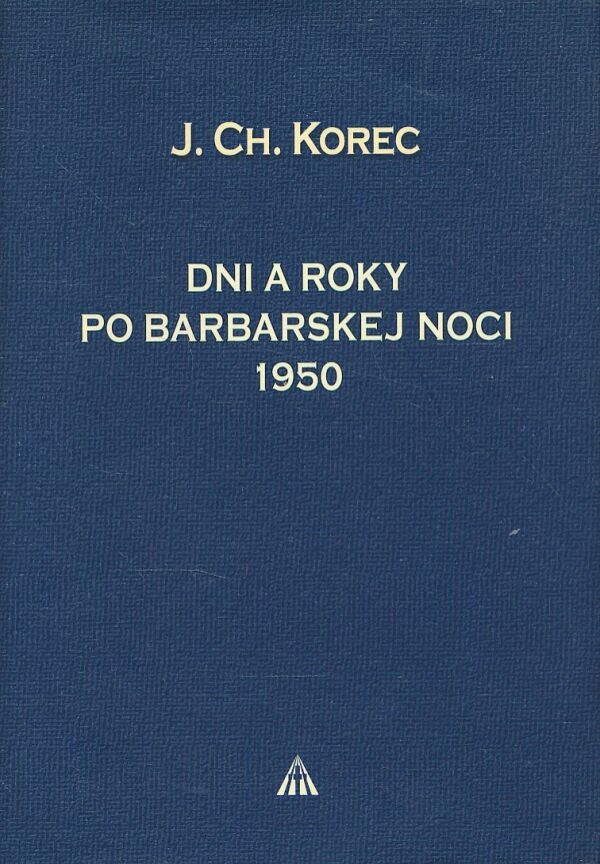 J. CH. KOREC
DNI A ROKY
PO BARBARSKEJ NOCI
1950